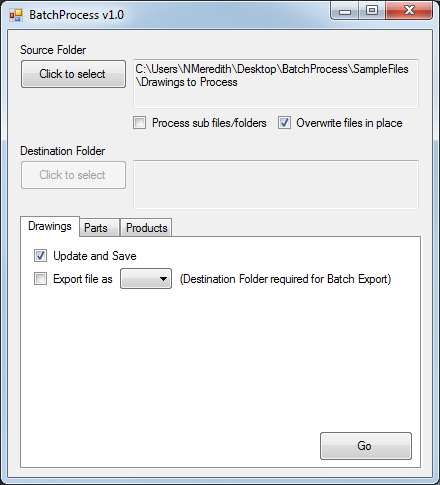 BatchProcess v1.0
Source Folder
Click to select
C:\Users\NMeredith\Desktop\BatchProcess\SampleFiles
\Drawings to Process
Process sub files/folders
Overwrite files in place
Destination Folder
Click to select
Drawings Parts Products
Update and Save
Export file as (Destination Folder required for Batch Export)
Go